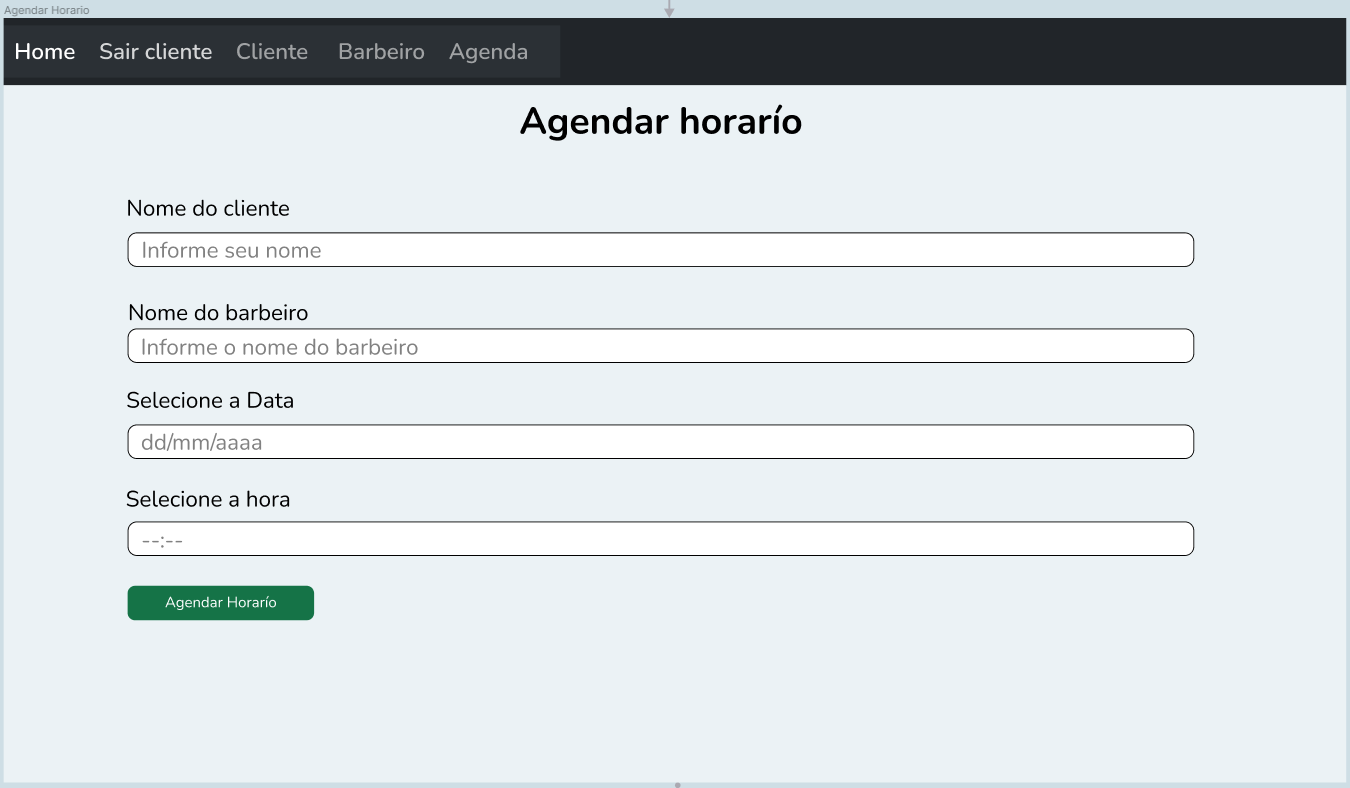 Agendar Horario
Home Sair cliente Cliente Barbeiro Agenda
Agendar horarío
Nome do cliente
Informe seu nome
Nome do barbeiro
Informe o nome do barbeiro
Selecione a Data
dd/mm/aaaa
Selecione a hora
--:--
Agendar Horarío